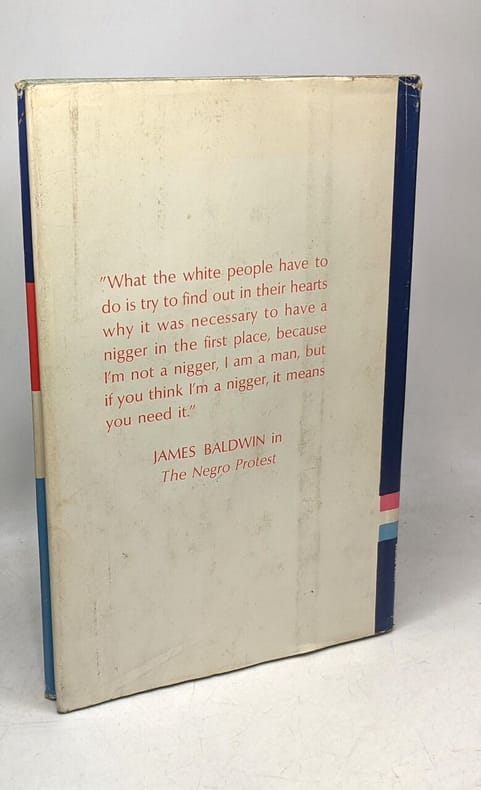 "What the white people have to
do is try to find out in their hearts
why it was necessary to have a
nigger in the first place, because
I'm not a nigger, I am a man, but
if you think I'm a nigger, it means
you need it."
JAMES BALDWIN in
The Negro Protest